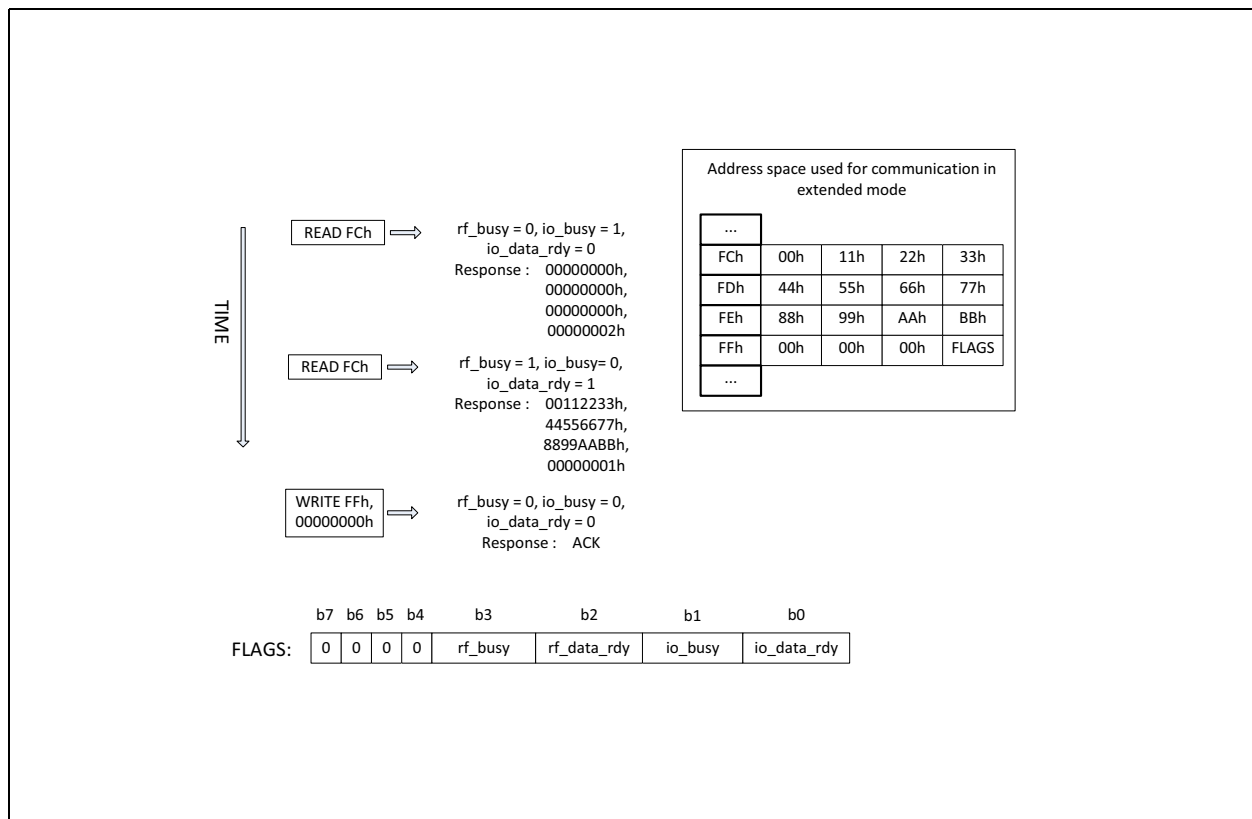 Address space used for communication in
extended mode
...
FCh 00h 11h 22h 33h
FDh 44h 55h 66h 77h
FEh 88h 99h AAh BBh
FFh 00h 00h 00h FLAGS
...
TIME
READ FCh
rf_busy = 0, io_busy = 1,
io_data_rdy = 0
Response : 00000000h,
00000000h,
00000000h,
00000002h
READ FCh
rf_busy = 1, io_busy= 0,
io_data_rdy = 1
Response : 00112233h,
44556677h,
8899AABBh,
00000001h
WRITE FFh,
00000000h
rf_busy = 0, io_busy = 0,
io_data_rdy = 0
Response : ACK
b7 b6 b5 b4 b3 b2 b1 b0
FLAGS: 0 0 0 0 rf_busy rf_data_rdy io_busy io_data_rdy